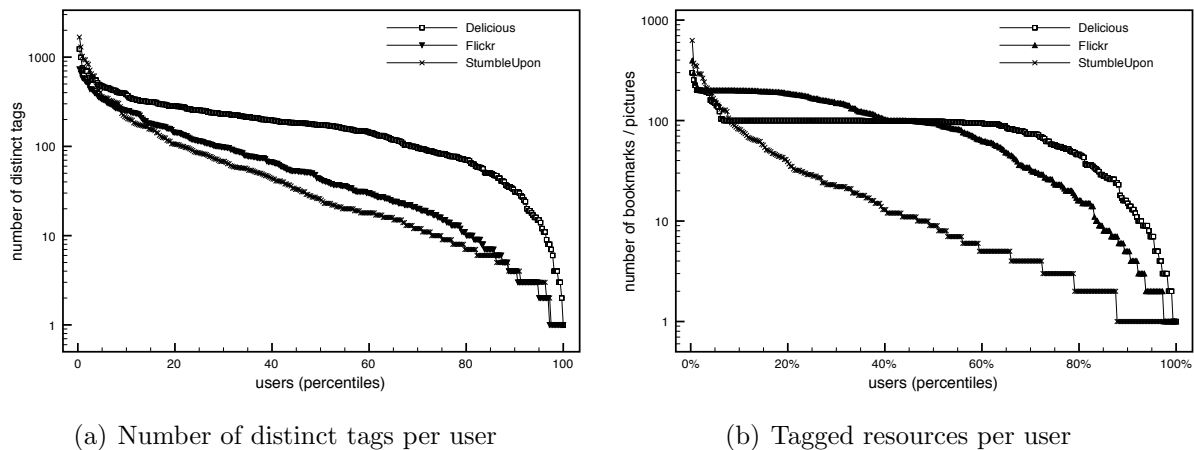 1000
100
10
1
number of distinct tags
Delicious
Flickr
StumbleUpon
0 20 40 60 80 100
users (percentiles)
(a) Number of distinct tags per user
1000
100
10
1
number of bookmarks / pictures
Delicious
Flickr
StumbleUpon
0% 20% 40% 60% 80% 100%
users (percentiles)
(b) Tagged resources per user